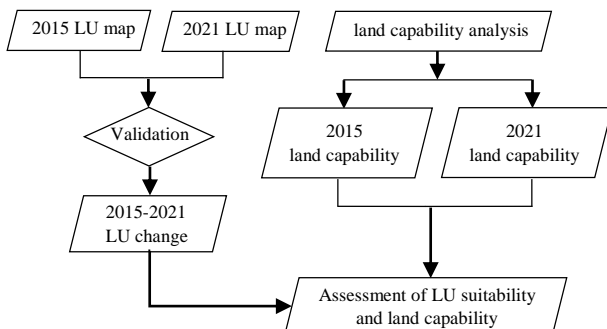 2015 LU map
2021 LU map
land capability analysis
Validation
2015
land capability
2021
land capability
2015-2021
LU change
Assessment of LU suitability
and land capability